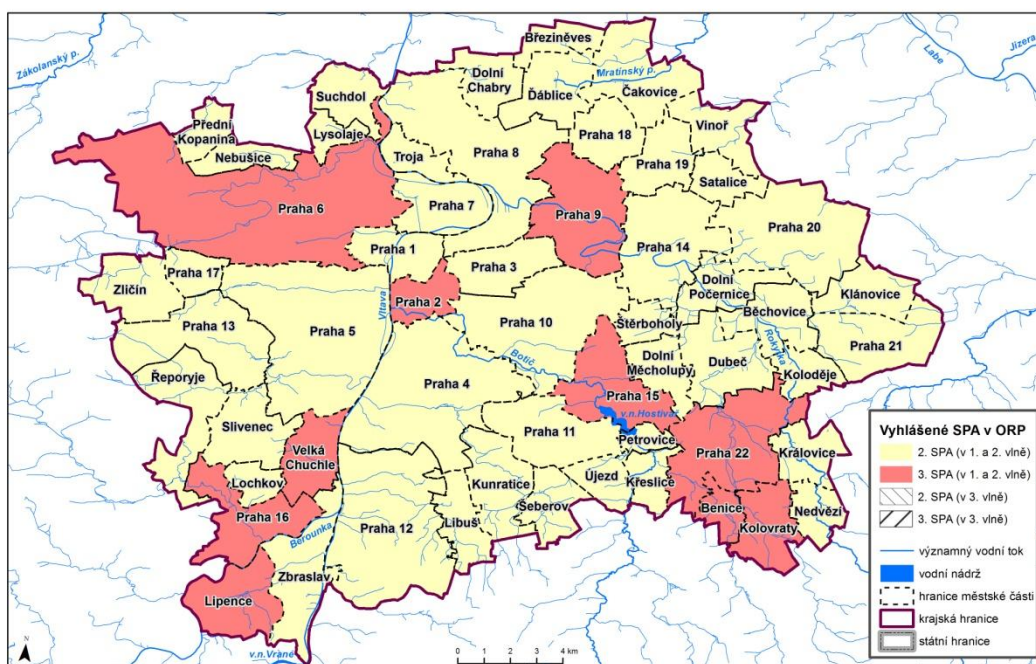 Zákolanský p.
Labe
Jizera
Březiněves
Mratínský p.
Dolní
Chabry
Ďáblice
Čakovice
Suchdol
Přední
Kopanina
Lysolaje
Nebušice
Troja
Praha 8
Praha 18
Vinoř
Praha 19
Satalice
Praha 6
Praha 7
Praha 9
Praha 20
Praha 14
Praha 1
Praha 3
Praha 17
Zličín
Praha 2
Vltava
Dolní
Počernice
Klánovice
Běchovice
Praha 13
Praha 5
Praha 10
Štěrboholy
Praha 21
Řeporyje
Botič
Dolní
Měcholupy
Dubeč
Rokytka
Koloděje
Praha 4
Praha 15
v.n.Hostivař
Slivenec
Velká
Chuchle
Praha 11
Petrovice
Praha 22
Královice
Lochkov
Kunratice
Újezd
Křeslice
Praha 16
Šeberov
Benice
Kolovraty
Nedvězí
Berounka
Praha 12
Libuš
Zbraslav
Lipence
v.n.Vrané
N
0 1 2 4 km
Vyhlášené SPA v ORP
2. SPA (v 1. a 2. vlně)
3. SPA (v 1. a 2. vlně)
2. SPA (v 3. vlně)
3. SPA (v 3. vlně)
významný vodní tok
vodní nádrž
hranice městské části
krajská hranice
státní hranice